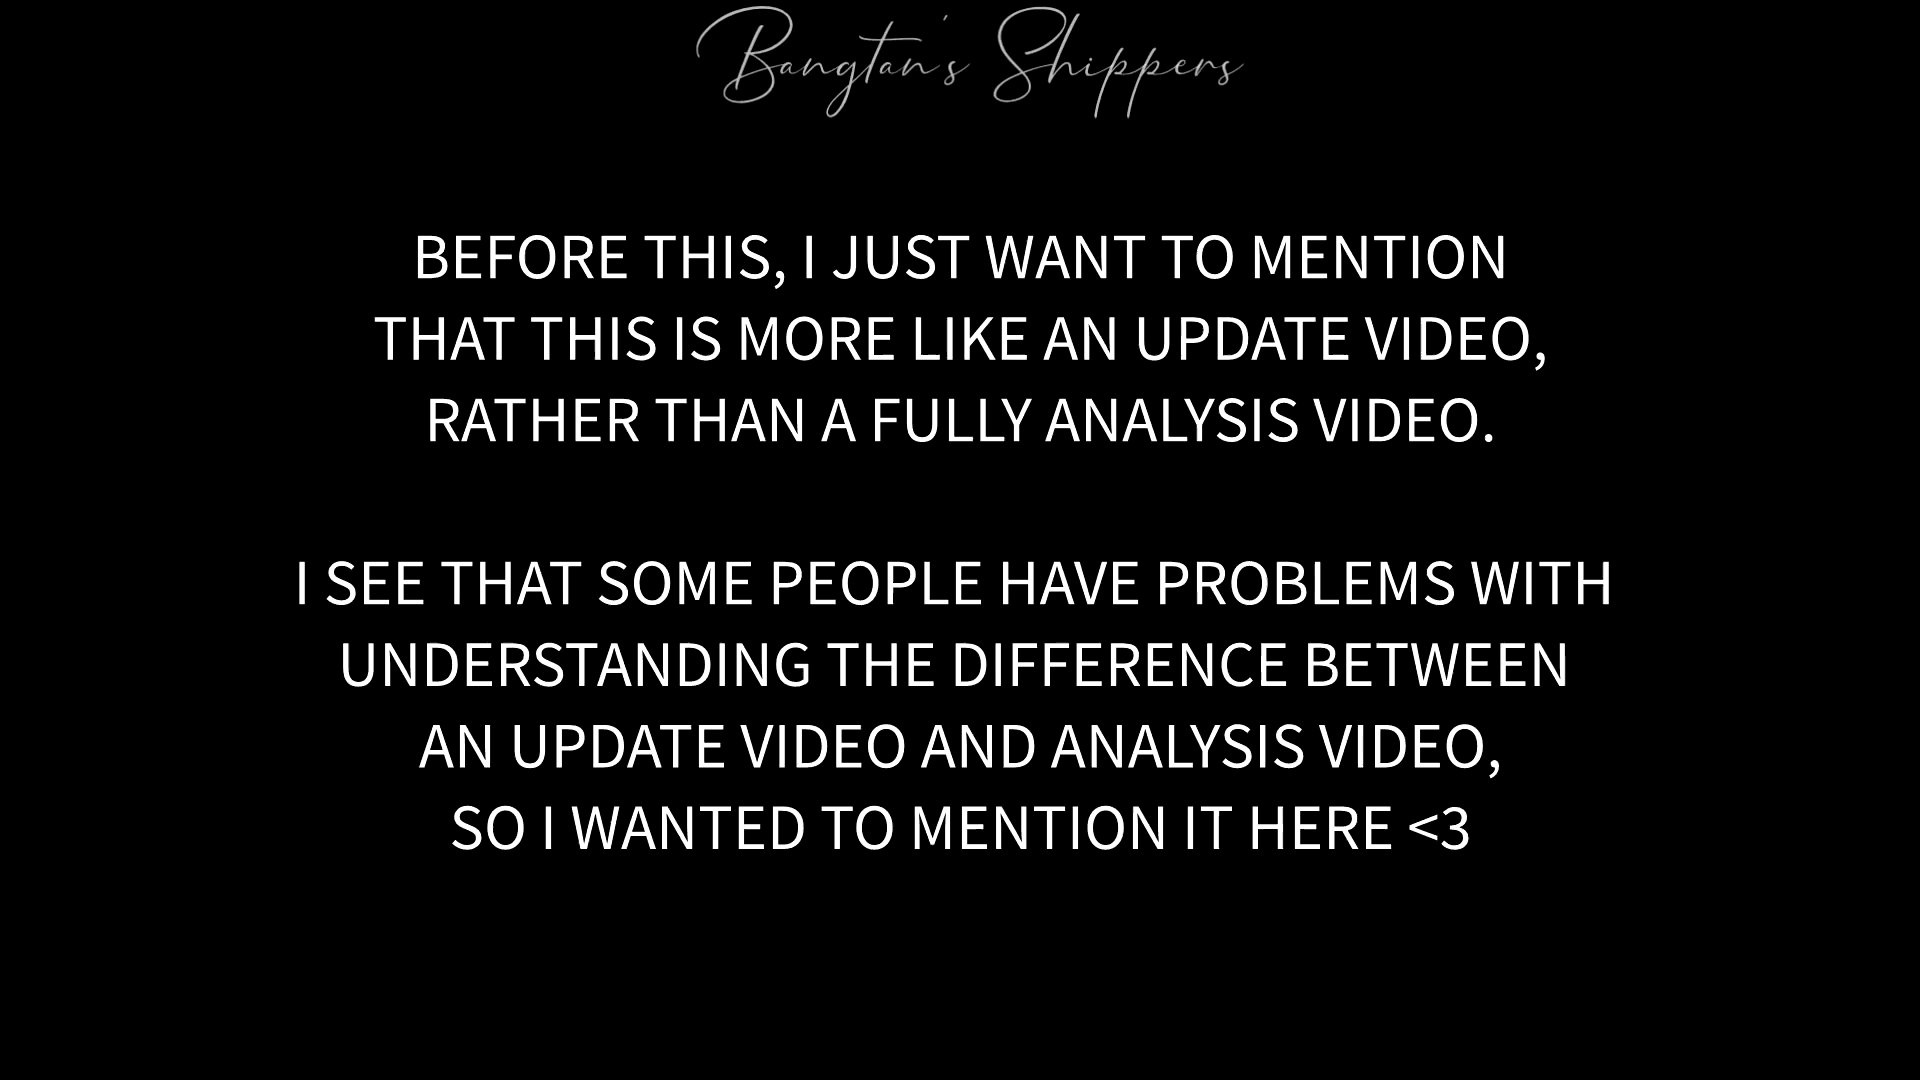 Bangtan's Shippers
BEFORE THIS, I JUST WANT TO MENTION
THAT THIS IS MORE LIKE AN UPDATE VIDEO,
RATHER THAN A FULLY ANALYSIS VIDEO.
I SEE THAT SOME PEOPLE HAVE PROBLEMS WITH
UNDERSTANDING THE DIFFERENCE BETWEEN
AN UPDATE VIDEO AND ANALYSIS VIDEO,
SO I WANTED TO MENTION IT HERE <3